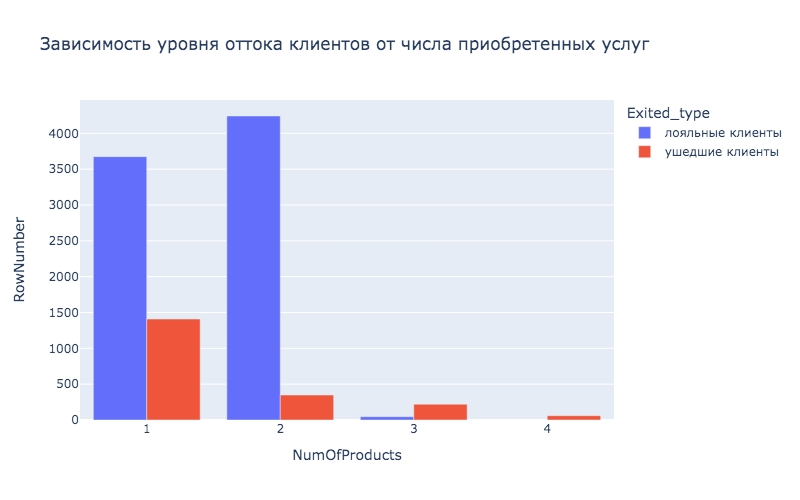 Зависимость уровня оттока клиентов от числа приобретенных услуг
Exited_type
лояльные клиенты
ушедшие клиенты
RowNumber
4000
3500
3000
2500
2000
1500
1000
500
0
1 2 3 4
NumOfProducts